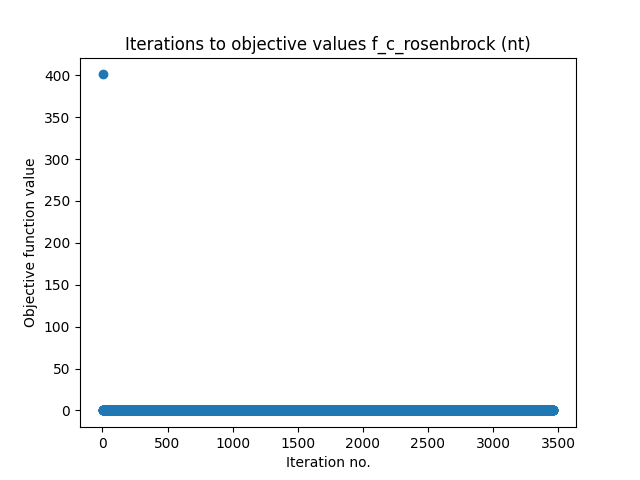 Iterations to objective values f_c_rosenbrock (nt)
Objective function value
400
350
300
250
200
150
100
50
0
0 500 1000 1500 2000 2500 3000 3500
Iteration no.